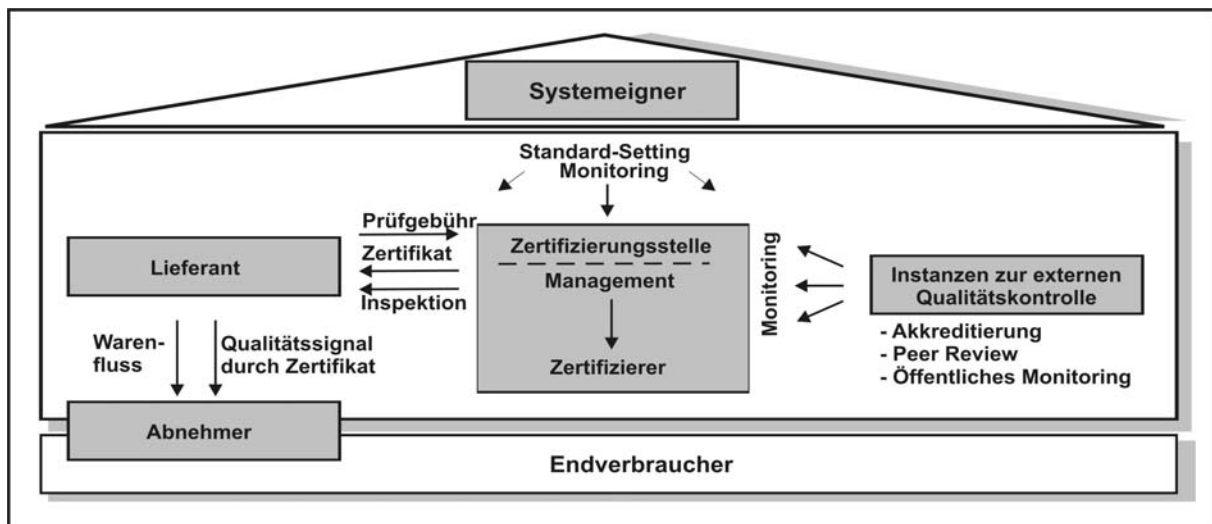 Systemeigner
Standard-Setting
Monitoring
Prüfgebühr
Zertifikat
Inspektion
Lieferant
Zertifizierungsstelle
Management
Zertifizierer
Monitoring
Instanzen zur externen
Qualitätskontrolle
- Akkreditierung
- Peer Review
- Öffentliches Monitoring
Waren-
fluss
Qualitätssignal
durch Zertifikat
Abnehmer
Endverbraucher